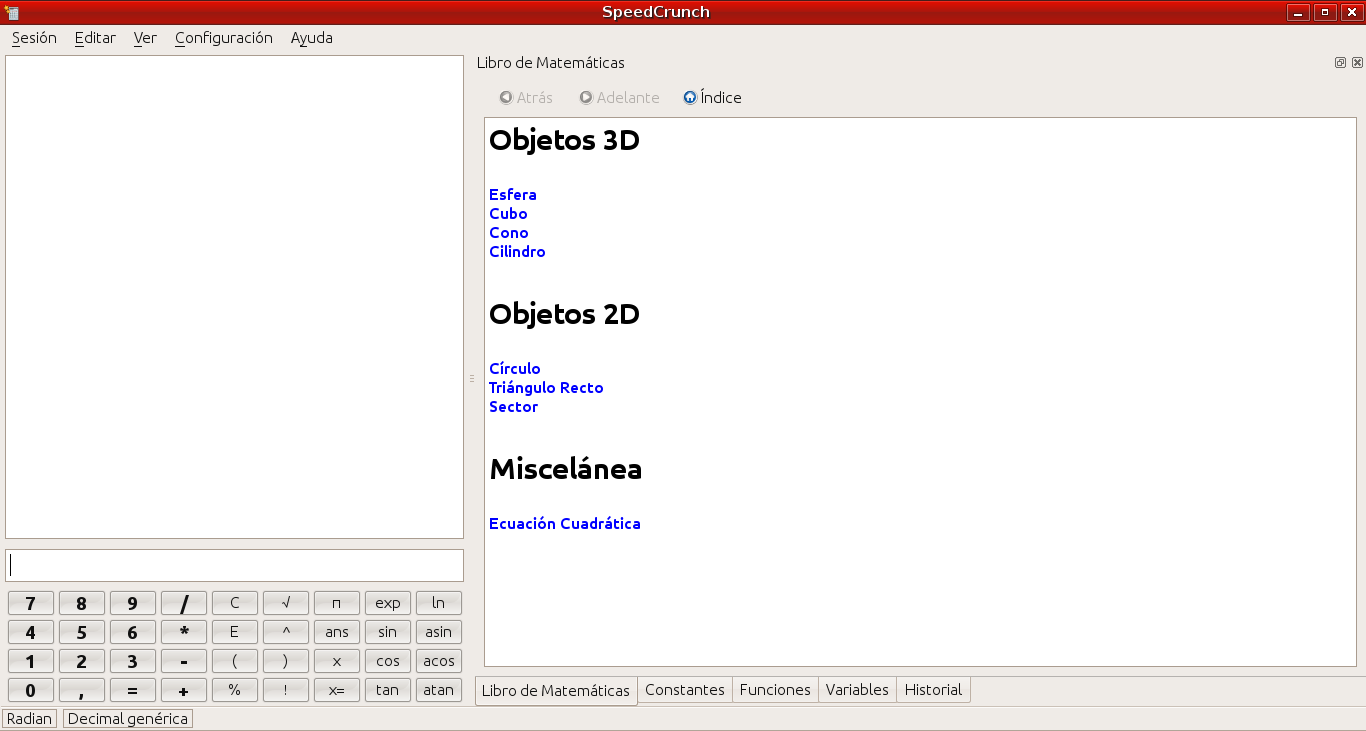 SpeedCrunch
Sesión Editar Ver Configuración Ayuda
Libro de Matemáticas
Atrás Adelante Índice
Objetos 3D
Esfera
Cubo
Cono
Cilindro
Objetos 2D
Círculo
Triángulo Recto
Sector
Miscelánea
Ecuación Cuadrática
7 8 9 / C √ π exp ln
4 5 6 * E ^ ans sin asin
1 2 3 - ( ) x cos acos
0 , = + % ! x= tan atan
Libro de Matemáticas Constantes Funciones Variables Historial
Radian Decimal genérica